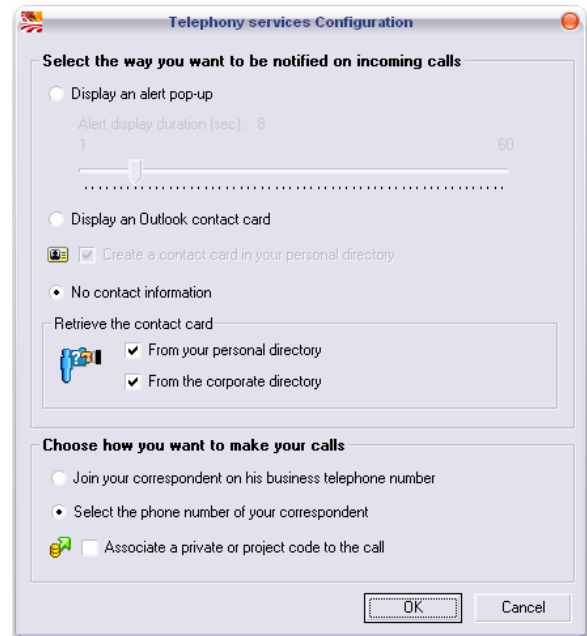 Telephony services Configuration
Select the way you want to be notified on incoming calls
Display an alert pop-up
Alert display duration (sec) : 8
1 60
Display an Outlook contact card
Create a contact card in your personal directory
No contact information
Retrieve the contact card
From your personal directory
From the corporate directory
Choose how you want to make your calls
Join your correspondent on his business telephone number
Select the phone number of your correspondent
Associate a private or project code to the call
OK Cancel